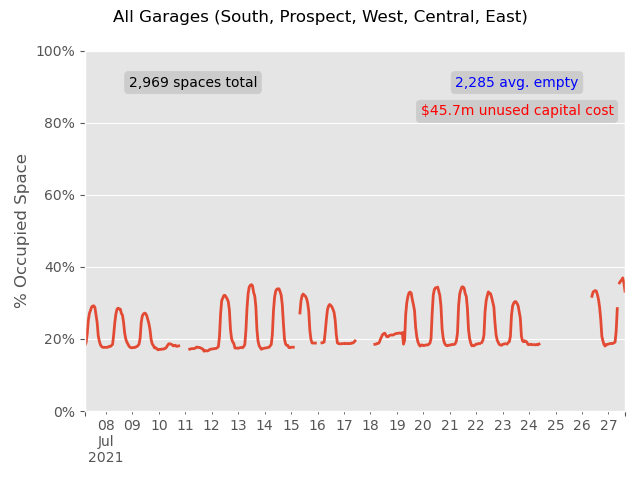 All Garages (South, Prospect, West, Central, East)
100%
2,969 spaces total
2,285 avg. empty
$45.7m unused capital cost
80%
60%
40%
20%
0%
% Occupied Space
08 09 10 11 12 13 14 15 16 17 18 19 20 21 22 23 24 25 26 27
Jul
2021